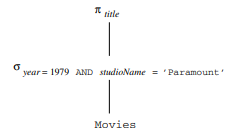 π title
σ year = 1979 AND studioName = 'Paramount'
Movies